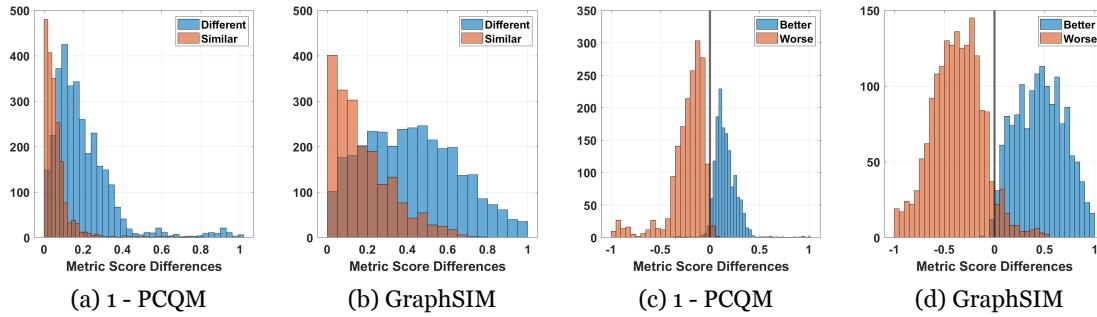 500
400
300
200
100
0
0 0.2 0.4 0.6 0.8 1
Different
Similar
Metric Score Differences
(a) 1 - PCQM
500
400
300
200
100
0
0 0.2 0.4 0.6 0.8 1
Different
Similar
Metric Score Differences
(b) GraphSIM
350
300
250
200
150
100
50
0
-1 -0.5 0 0.5 1
Better
Worse
Metric Score Differences
(c) 1 - PCQM
150
100
50
0
-1 -0.5 0 0.5 1
Better
Worse
Metric Score Differences
(d) GraphSIM